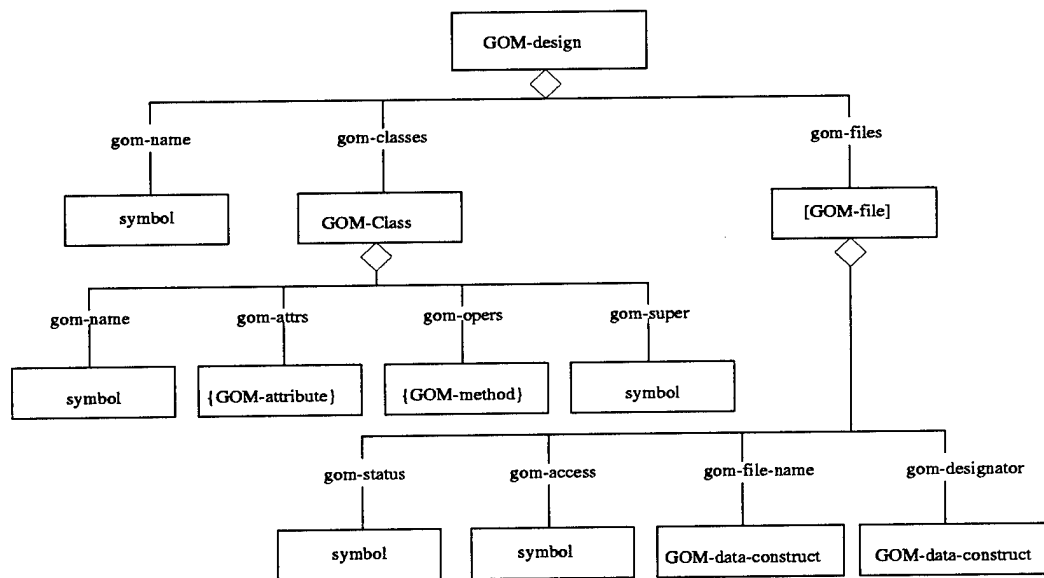 GOM-design
gom-name
gom-classes
gom-files
symbol
GOM-Class
[GOM-file]
gom-name
gom-attrs
gom-opers
gom-super
symbol
{GOM-attribute}
{GOM-method}
symbol
gom-status
gom-access
gom-file-name
gom-designator
symbol
symbol
GOM-data-construct
GOM-data-construct